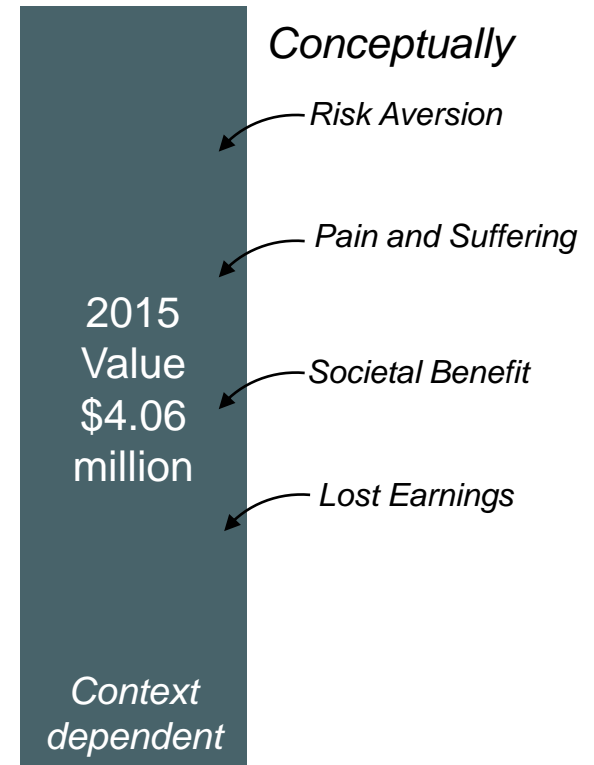 Conceptually
Risk Aversion
Pain and Suffering
2015
Value
$4.06
million
Societal Benefit
Lost Earnings
Context
dependent